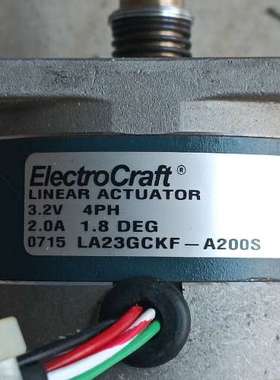 ElectroCraft®
LINEAR ACTUATOR
3.2V 4PH
2.0A 1.8 DEG
0715 LA23GCKF-A200S